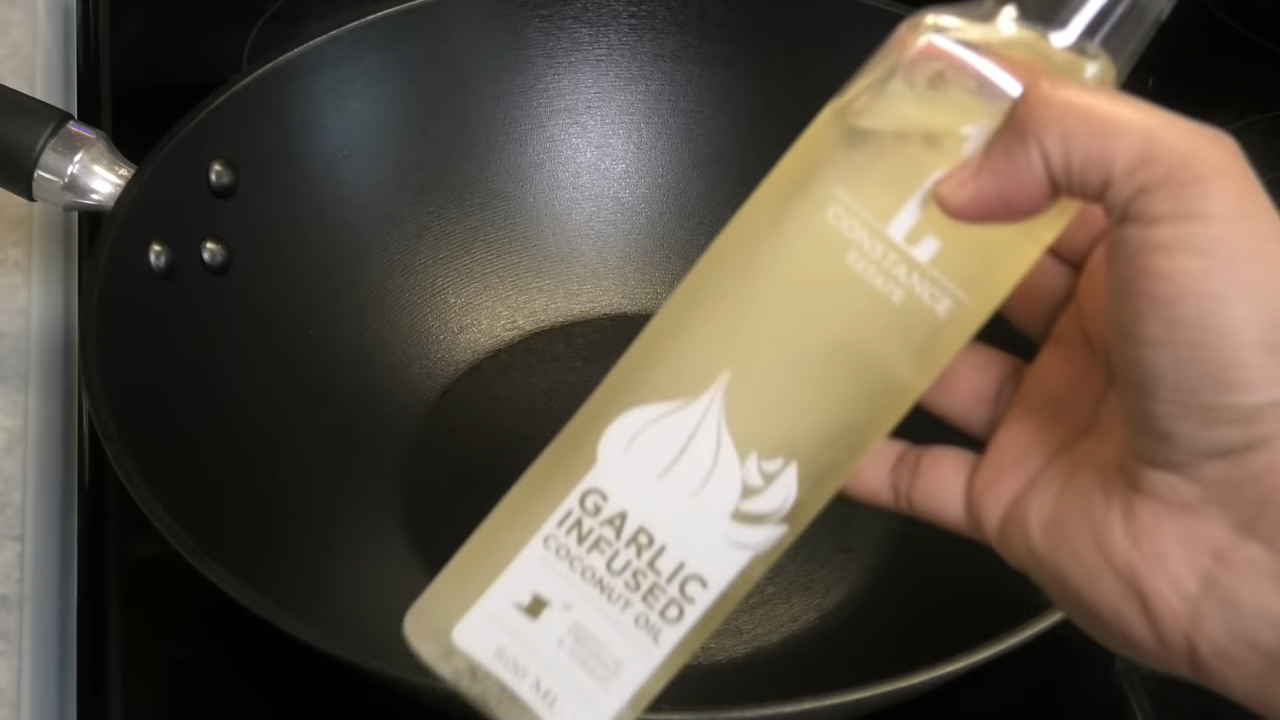 CONSTANCE
ESTATE
GARLIC
INFUSED
COCONUT OIL
500 ML